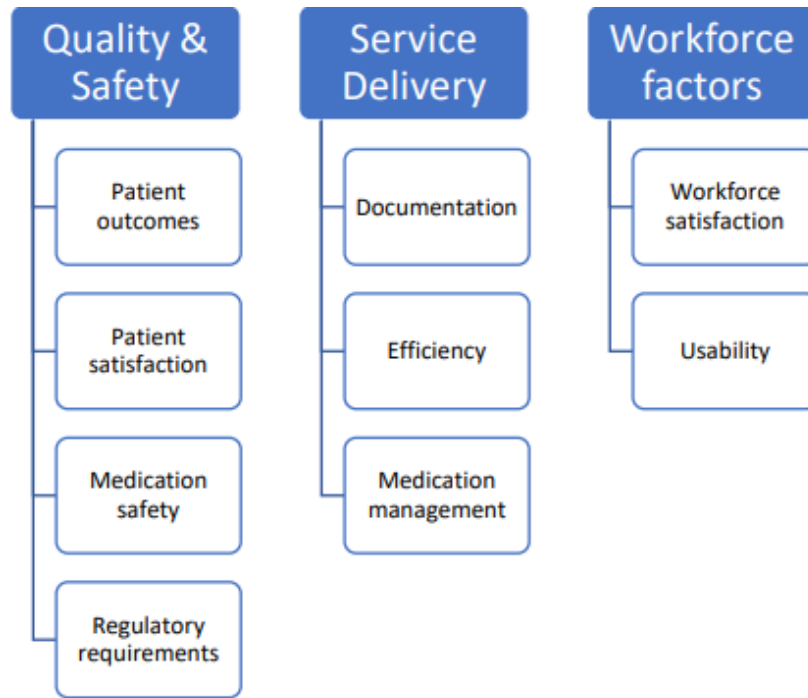 Quality &
Safety
Patient
outcomes
Patient
satisfaction
Medication
safety
Regulatory
requirements
Service
Delivery
Documentation
Efficiency
Medication
management
Workforce
factors
Workforce
satisfaction
Usability